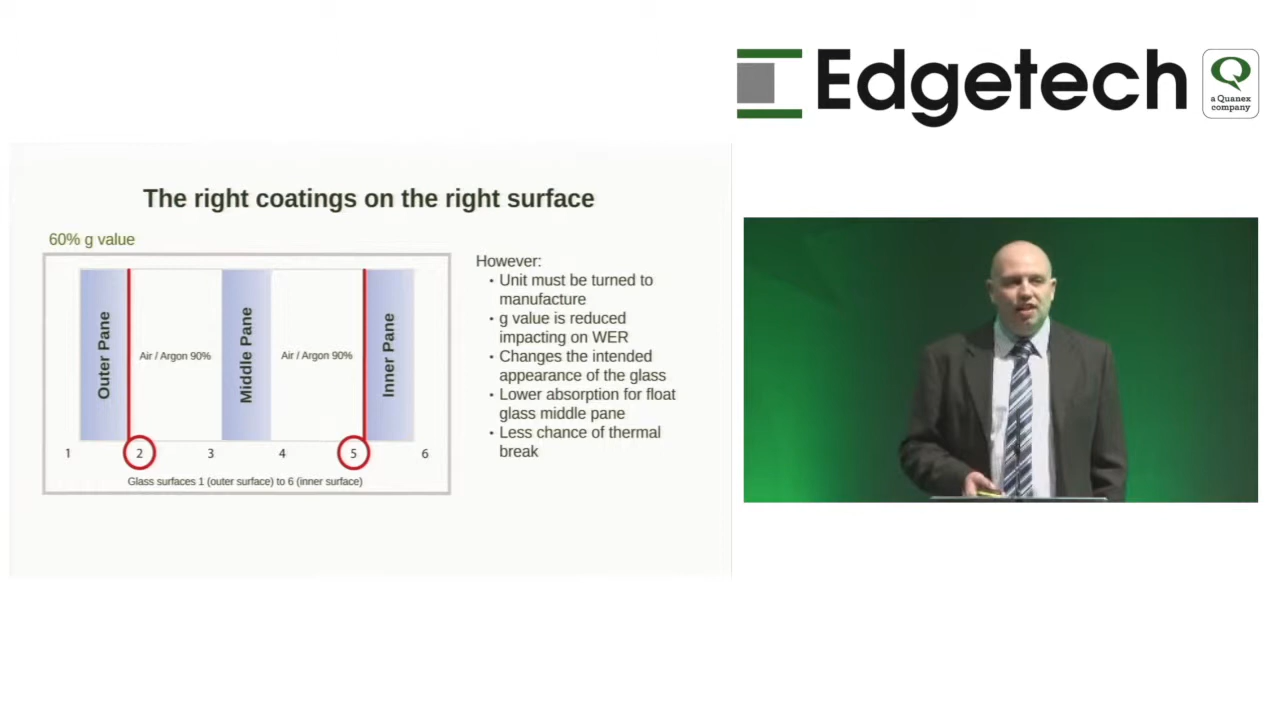 Edgetech
Q
a Quanex
company
The right coatings on the right surface
60% g value
Outer Pane
Air / Argon 90%
Middle Pane
Air / Argon 90%
Inner Pane
1 2 3 4 5 6
Glass surfaces 1 (outer surface) to 6 (inner surface)
However:
• Unit must be turned to
manufacture
• g value is reduced
impacting on WER
• Changes the intended
appearance of the glass
• Lower absorption for float
glass middle pane
• Less chance of thermal
break